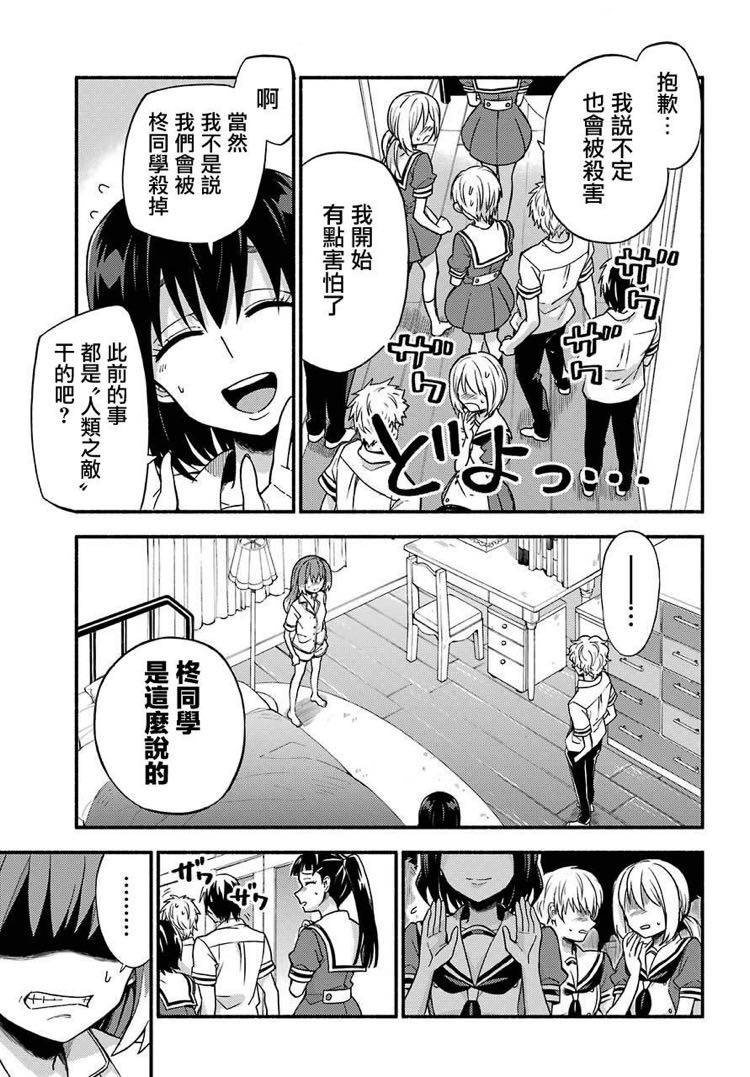 抱歉…
我説不定
也會被殺害
我開始
有點害怕了
ザワ
ザワ
ザワ
どよっ…
啊
當然
我不是説
我們會被
柊同學殺掉
此前的事
都是〝人類之敵〞
干的吧?
……
柊同學
是這麼說的
ザワ
ザワ
……